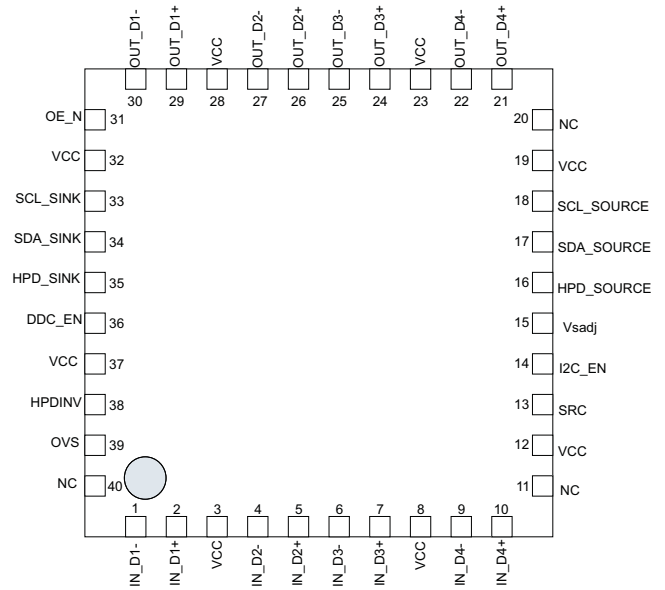 OUT_D1-
OUT_D1+
VCC
OUT_D2-
OUT_D2+
OUT_D3-
OUT_D3+
VCC
OUT_D4-
OUT_D4+
30 29 28 27 26 25 24 23 22 21
OE_N 31
VCC 32
SCL_SINK 33
SDA_SINK 34
HPD_SINK 35
DDC_EN 36
VCC 37
HPDINV 38
OVS 39
NC 40
20 NC
19 VCC
18 SCL_SOURCE
17 SDA_SOURCE
16 HPD_SOURCE
15 Vsadj
14 I2C_EN
13 SRC
12 VCC
11 NC
1 2 3 4 5 6 7 8 9 10
IN_D1-
IN_D1+
VCC
IN_D2-
IN_D2+
IN_D3-
IN_D3+
VCC
IN_D4-
IN_D4+